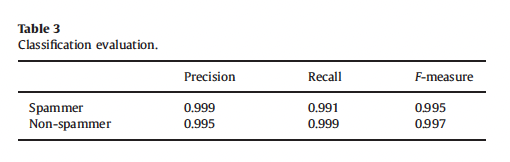 Table 3
Classification evaluation.
Precision Recall F-measure
Spammer 0.999 0.991 0.995
Non-spammer 0.995 0.999 0.997